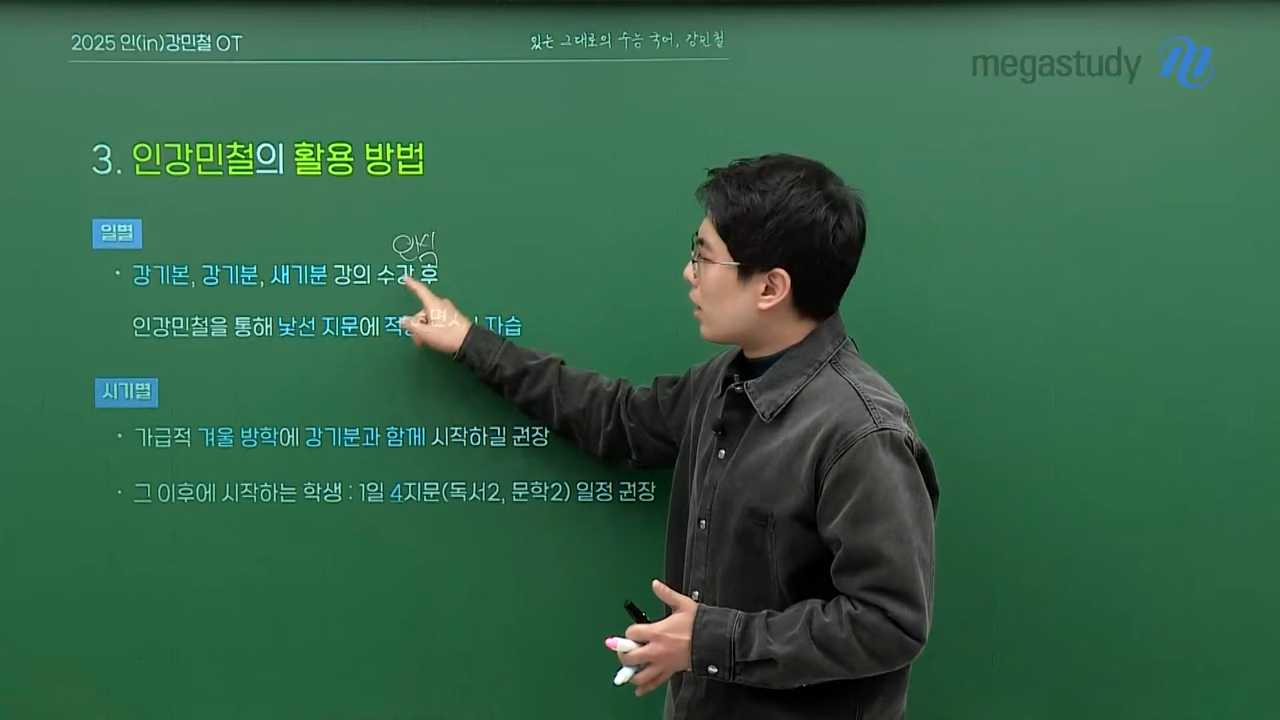 2025 인(in)강민철 OT
있는 그대로의 수능 국어, 강민철
megastudy
3. 인강민철의 활용 방법
일별
· 강기본, 강기분, 새기분 강의 수강 후
인강민철을 통해 낯선 지문에 자습
시기별
· 가급적 겨울 방학에 강기분과 함께 시작하길 권장
· 그 이후에 시작하는 학생 : 1일 4지문(독서2, 문학2) 일정 권장